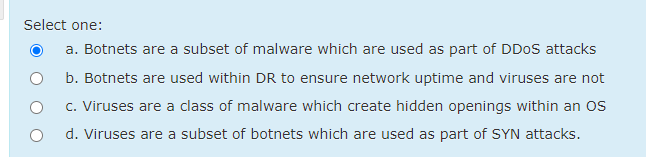 Select one:
a. Botnets are a subset of malware which are used as part of DDoS attacks
b. Botnets are used within DR to ensure network uptime and viruses are not
c. Viruses are a class of malware which create hidden openings within an OS
d. Viruses are a subset of botnets which are used as part of SYN attacks.